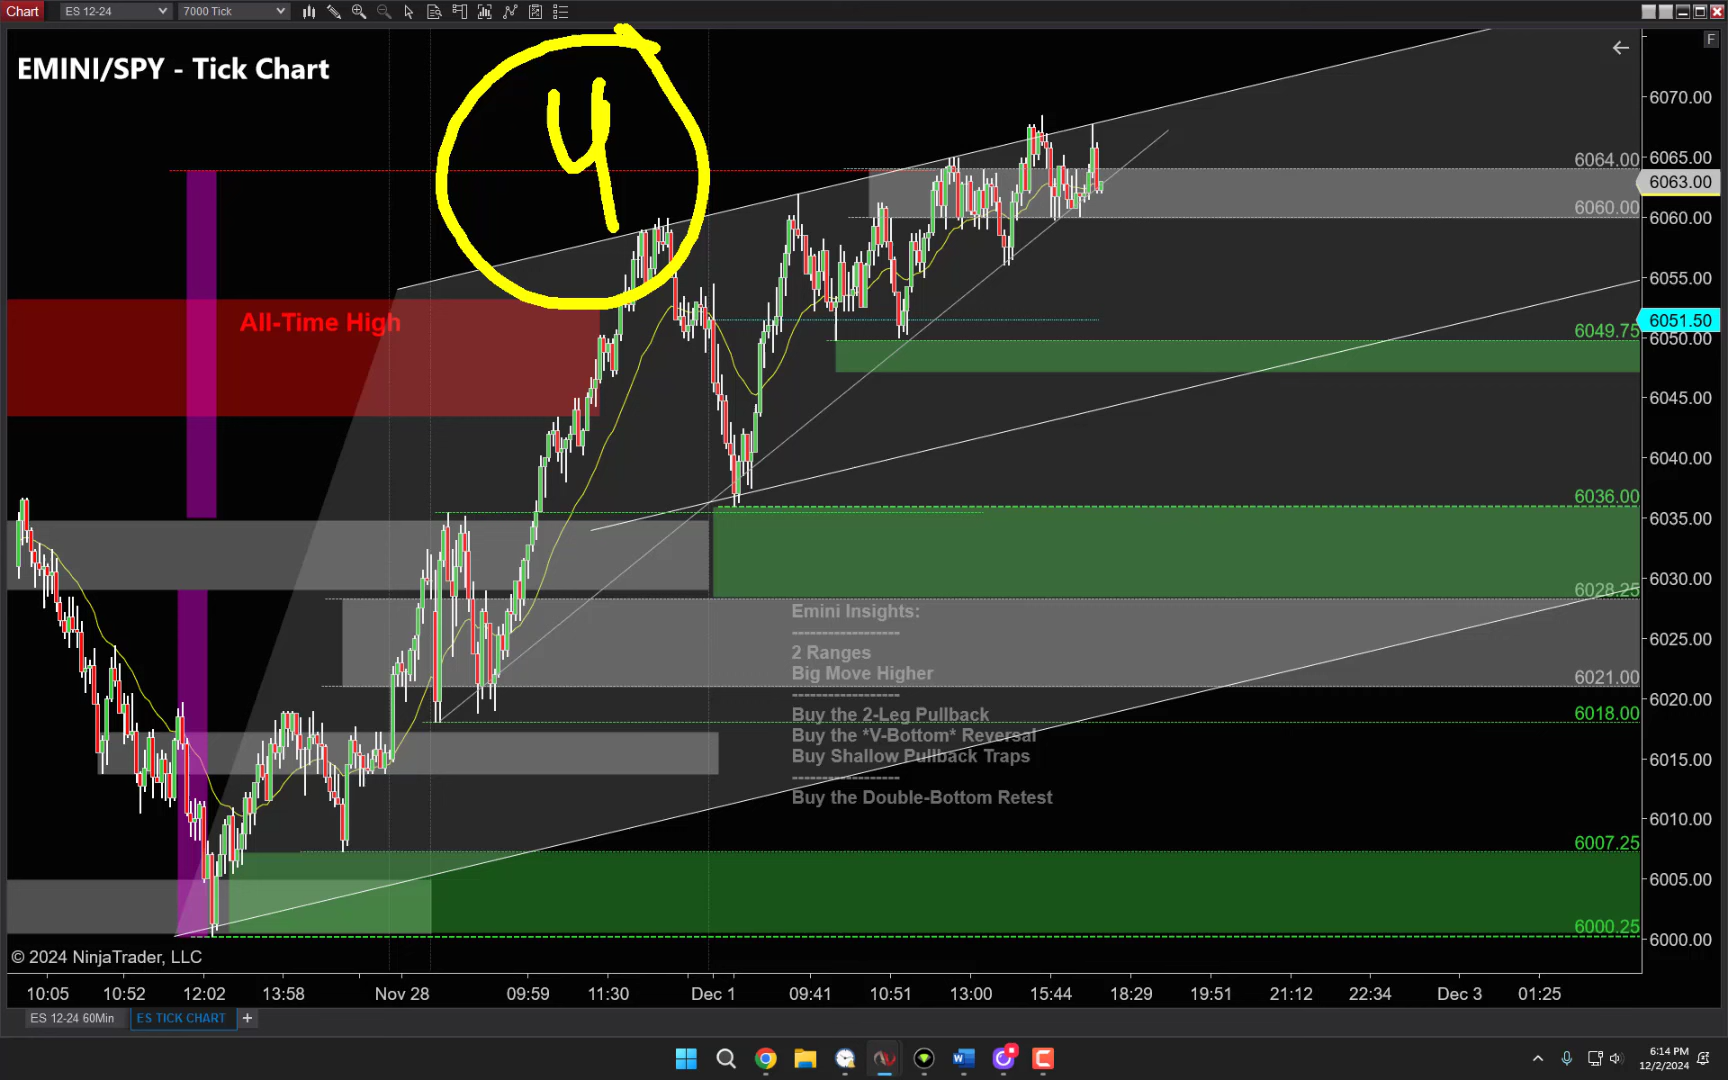 Chart
ES 12-24
7000 Tick
F
EMINI/SPY - Tick Chart
4
6070.00
6065.00
6064.00
6063.00
6060.00
6060.00
6055.00
All-Time High
6051.50
6049.75
6050.00
6045.00
6040.00
6036.00
6035.00
6030.00
6028.25
Emini Insights:
------------------
2 Ranges
Big Move Higher
------------------
Buy the 2-Leg Pullback
Buy the *V-Bottom* Reversal
Buy Shallow Pullback Traps
------------------
Buy the Double-Bottom Retest
6025.00
6021.00
6020.00
6018.00
6015.00
6010.00
6007.25
6005.00
6000.25
6000.00
© 2024 NinjaTrader, LLC
10:05 10:52 12:02 13:58 Nov 28 09:59 11:30 Dec 1 09:41 10:51 13:00 15:44 18:29 19:51 21:12 22:34 Dec 3 01:25
ES 12-24 60Min
ES TICK CHART
+
6:14 PM
12/2/2024